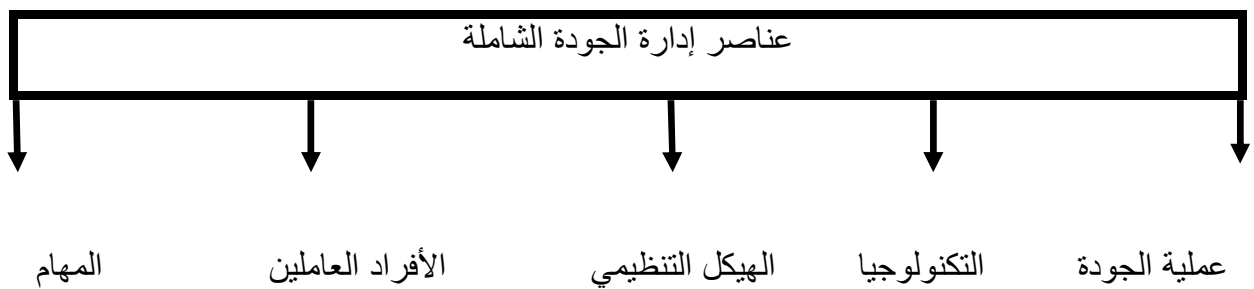 عناصر إدارة الجودة الشاملة
عملية الجودة التكنولوجيا الهيكل التنظيمي الأفراد العاملين المهام